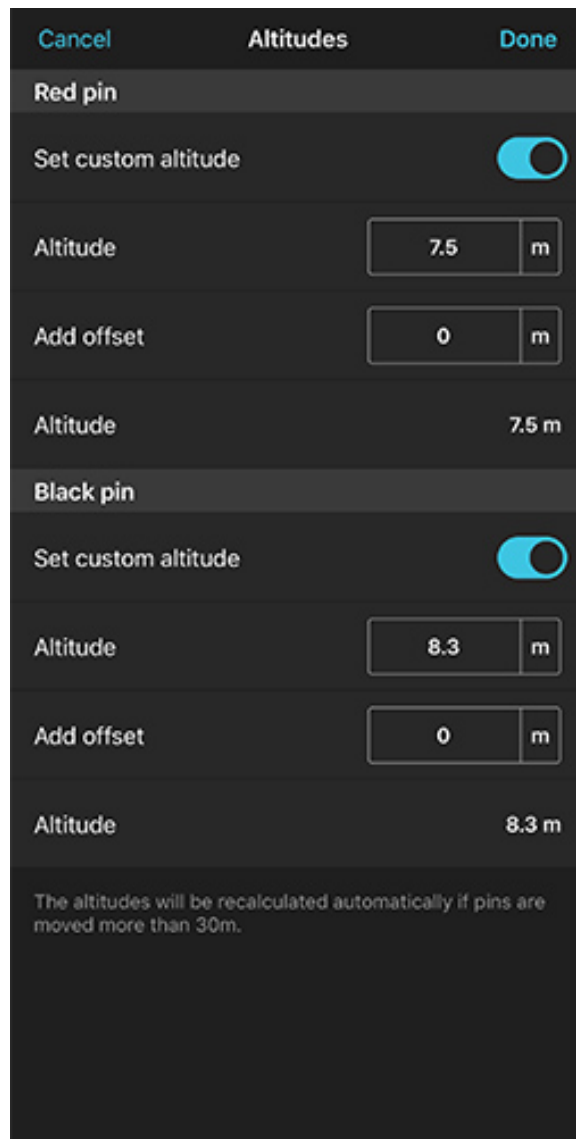 Cancel Altitudes Done
Red pin
Set custom altitude
Altitude 7.5 m
Add offset 0 m
Altitude 7.5 m
Black pin
Set custom altitude
Altitude 8.3 m
Add offset 0 m
Altitude 8.3 m
The altitudes will be recalculated automatically if pins are
moved more than 30m.